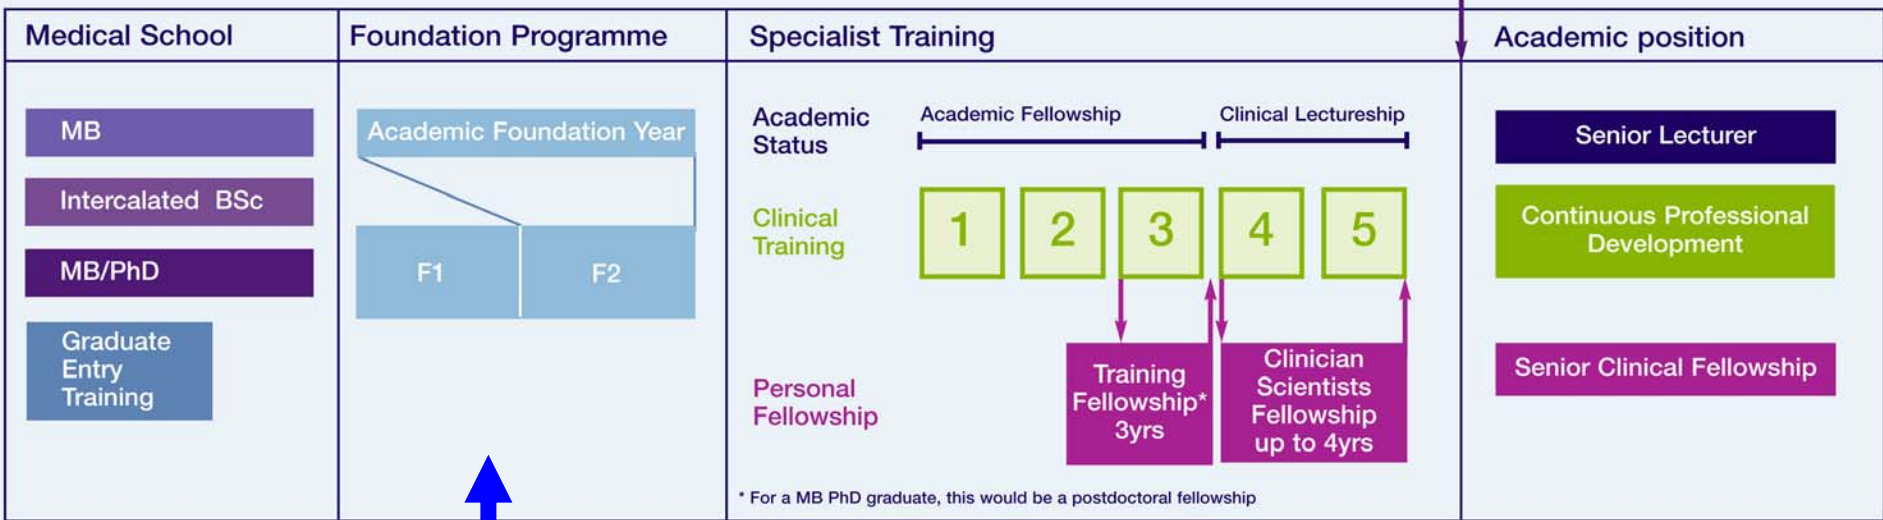 Medical School
Foundation Programme
Specialist Training
Academic position
MB
Intercalated BSc
MB/PhD
Graduate
Entry
Training
Academic Foundation Year
F1
F2
Academic
Status
Academic Fellowship
Clinical Lectureship
Clinical
Training
1
2
3
4
5
Personal
Fellowship
Training
Fellowship*
3yrs
Clinician
Scientists
Fellowship
up to 4yrs
* For a MB PhD graduate, this would be a postdoctoral fellowship
Senior Lecturer
Continuous Professional
Development
Senior Clinical Fellowship